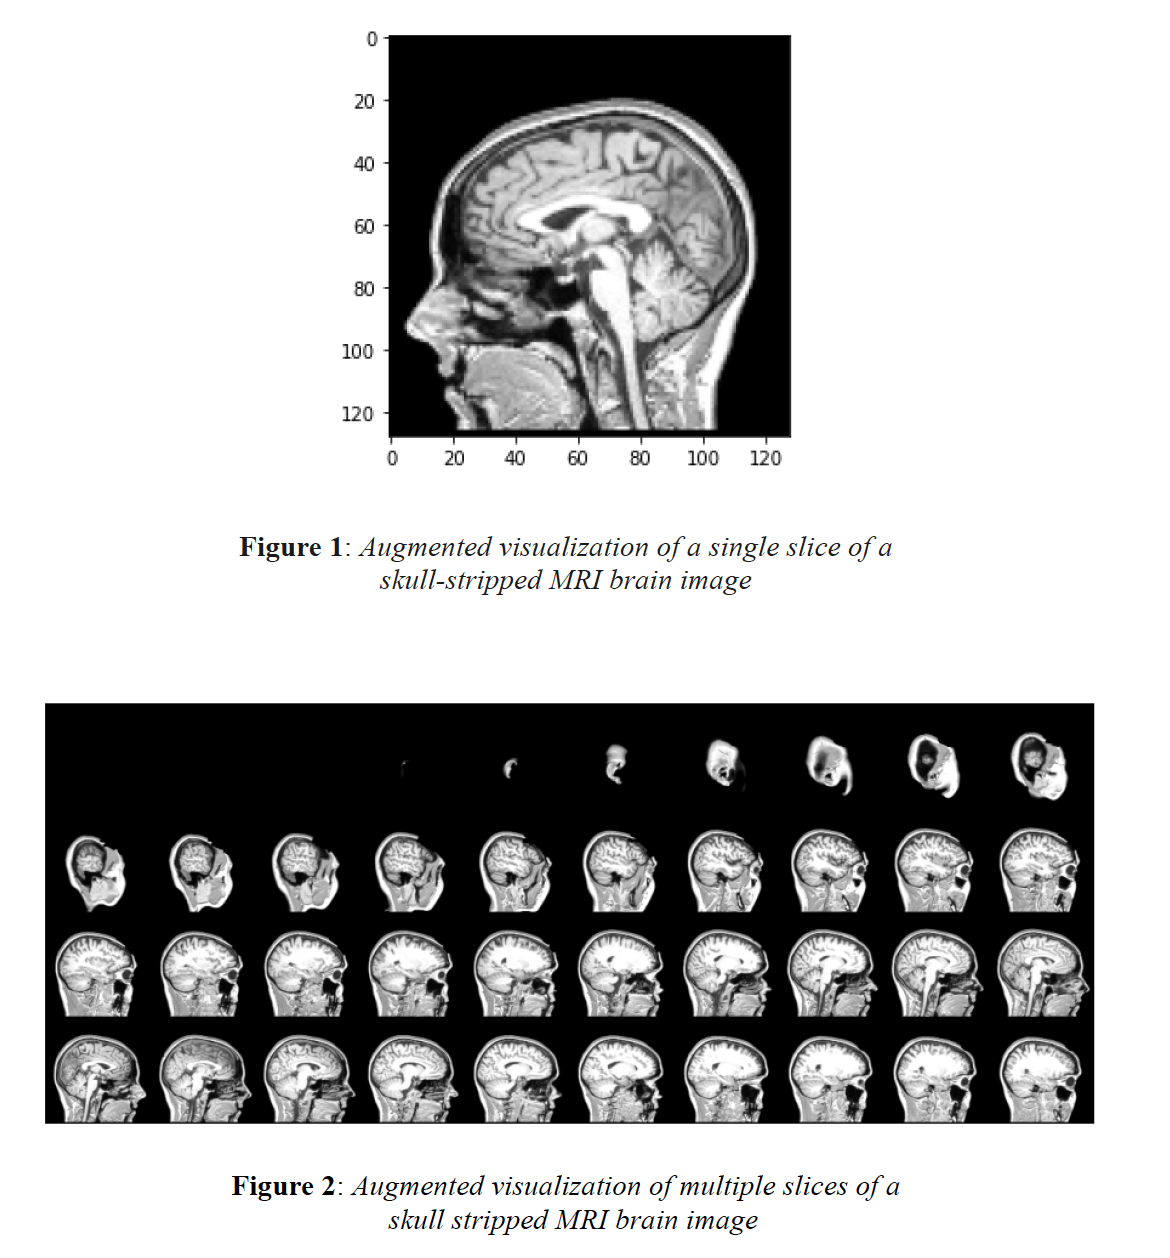 0
20
40
60
80
100
120
0 20 40 60 80 100 120
Figure 1: Augmented visualization of a single slice of a
skull-stripped MRI brain image
Figure 2: Augmented visualization of multiple slices of a
skull stripped MRI brain image